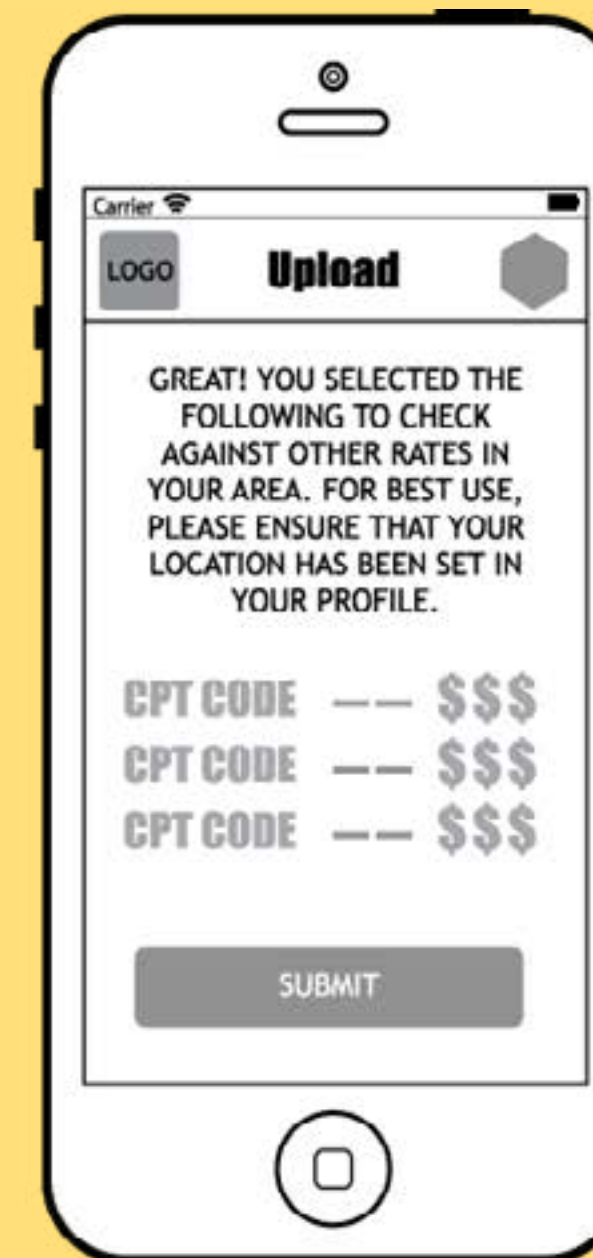 Carrier
LOGO Upload
GREAT! YOU SELECTED THE
FOLLOWING TO CHECK
AGAINST OTHER RATES IN
YOUR AREA. FOR BEST USE,
PLEASE ENSURE THAT YOUR
LOCATION HAS BEEN SET IN
YOUR PROFILE.
CPT CODE —— $$$
CPT CODE —— $$$
CPT CODE —— $$$
SUBMIT